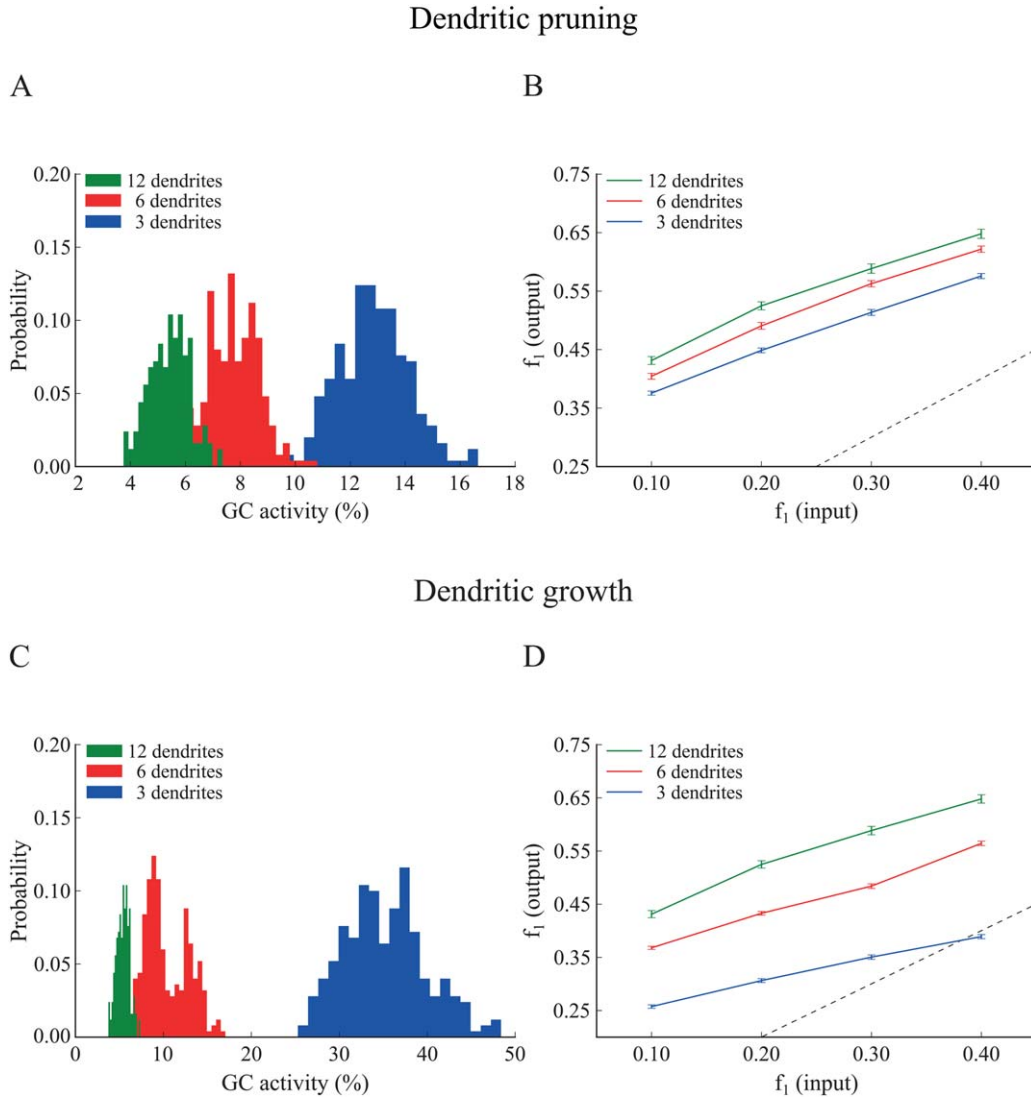 Dendritic pruning
A
0.20
0.15
0.10
0.05
0.00
Probability
12 dendrites
6 dendrites
3 dendrites
2 4 6 8 10 12 14 16 18
GC activity (%)
B
0.75
0.65
0.55
0.45
0.35
0.25
f₁ (output)
12 dendrites
6 dendrites
3 dendrites
0.10 0.20 0.30 0.40
f₁ (input)
Dendritic growth
C
0.20
0.15
0.10
0.05
0.00
Probability
12 dendrites
6 dendrites
3 dendrites
0 10 20 30 40 50
GC activity (%)
D
0.75
0.65
0.55
0.45
0.35
0.25
f₁ (output)
12 dendrites
6 dendrites
3 dendrites
0.10 0.20 0.30 0.40
f₁ (input)